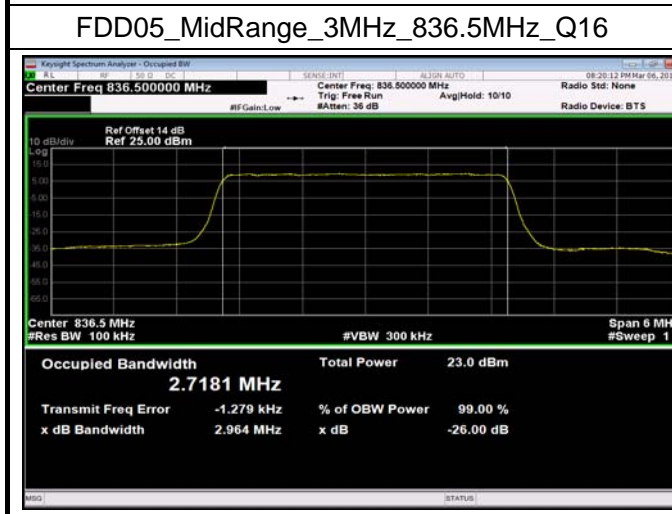 FDD05_MidRange_3MHz_836.5MHz_Q16
Keysight Spectrum Analyzer - Occupied BW
RL RF 50 Ω DC SENSE:INT ALIGN AUTO 08:20:12 PM Mar 06, 201
Center Freq 836.500000 MHz
Center Freq: 836.500000 MHz
Radio Std: None
Trig: Free Run Avg|Hold: 10/10
#IFGain:Low #Atten: 36 dB Radio Device: BTS
Ref Offset 14 dB
10 dB/div Ref 25.00 dBm
Log
15.0
5.00
-5.00
-15.0
-25.0
-35.0
-45.0
-55.0
-65.0
Center 836.5 MHz Span 6 MH
#Res BW 100 kHz #VBW 300 kHz #Sweep 1
Occupied Bandwidth Total Power 23.0 dBm
2.7181 MHz
Transmit Freq Error -1.279 kHz % of OBW Power 99.00 %
x dB Bandwidth 2.964 MHz x dB -26.00 dB
MSG STATUS